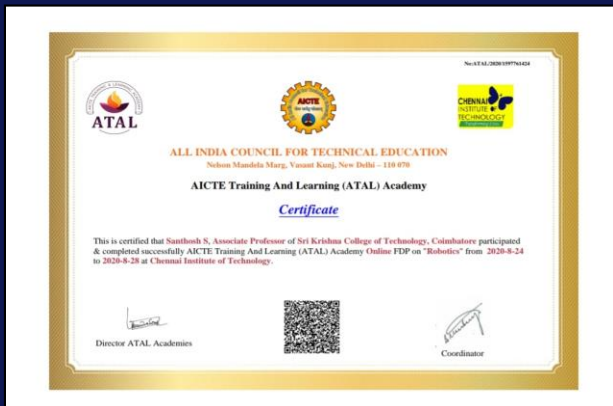 No:ATAL/2020/1597761424
ATAL
AICTE
CHENNAI
INSTITUTE OF
TECHNOLOGY
ALL INDIA COUNCIL FOR TECHNICAL EDUCATION
Nelson Mandela Marg, Vasant Kunj, New Delhi – 110 070
AICTE Training And Learning (ATAL) Academy
Certificate
This is certified that Santhosh S, Associate Professor of Sri Krishna College of Technology, Coimbatore participated
& completed successfully AICTE Training And Learning (ATAL) Academy Online FDP on "Robotics" from 2020-8-24
to 2020-8-28 at Chennai Institute of Technology.
Director ATAL Academies
Coordinator